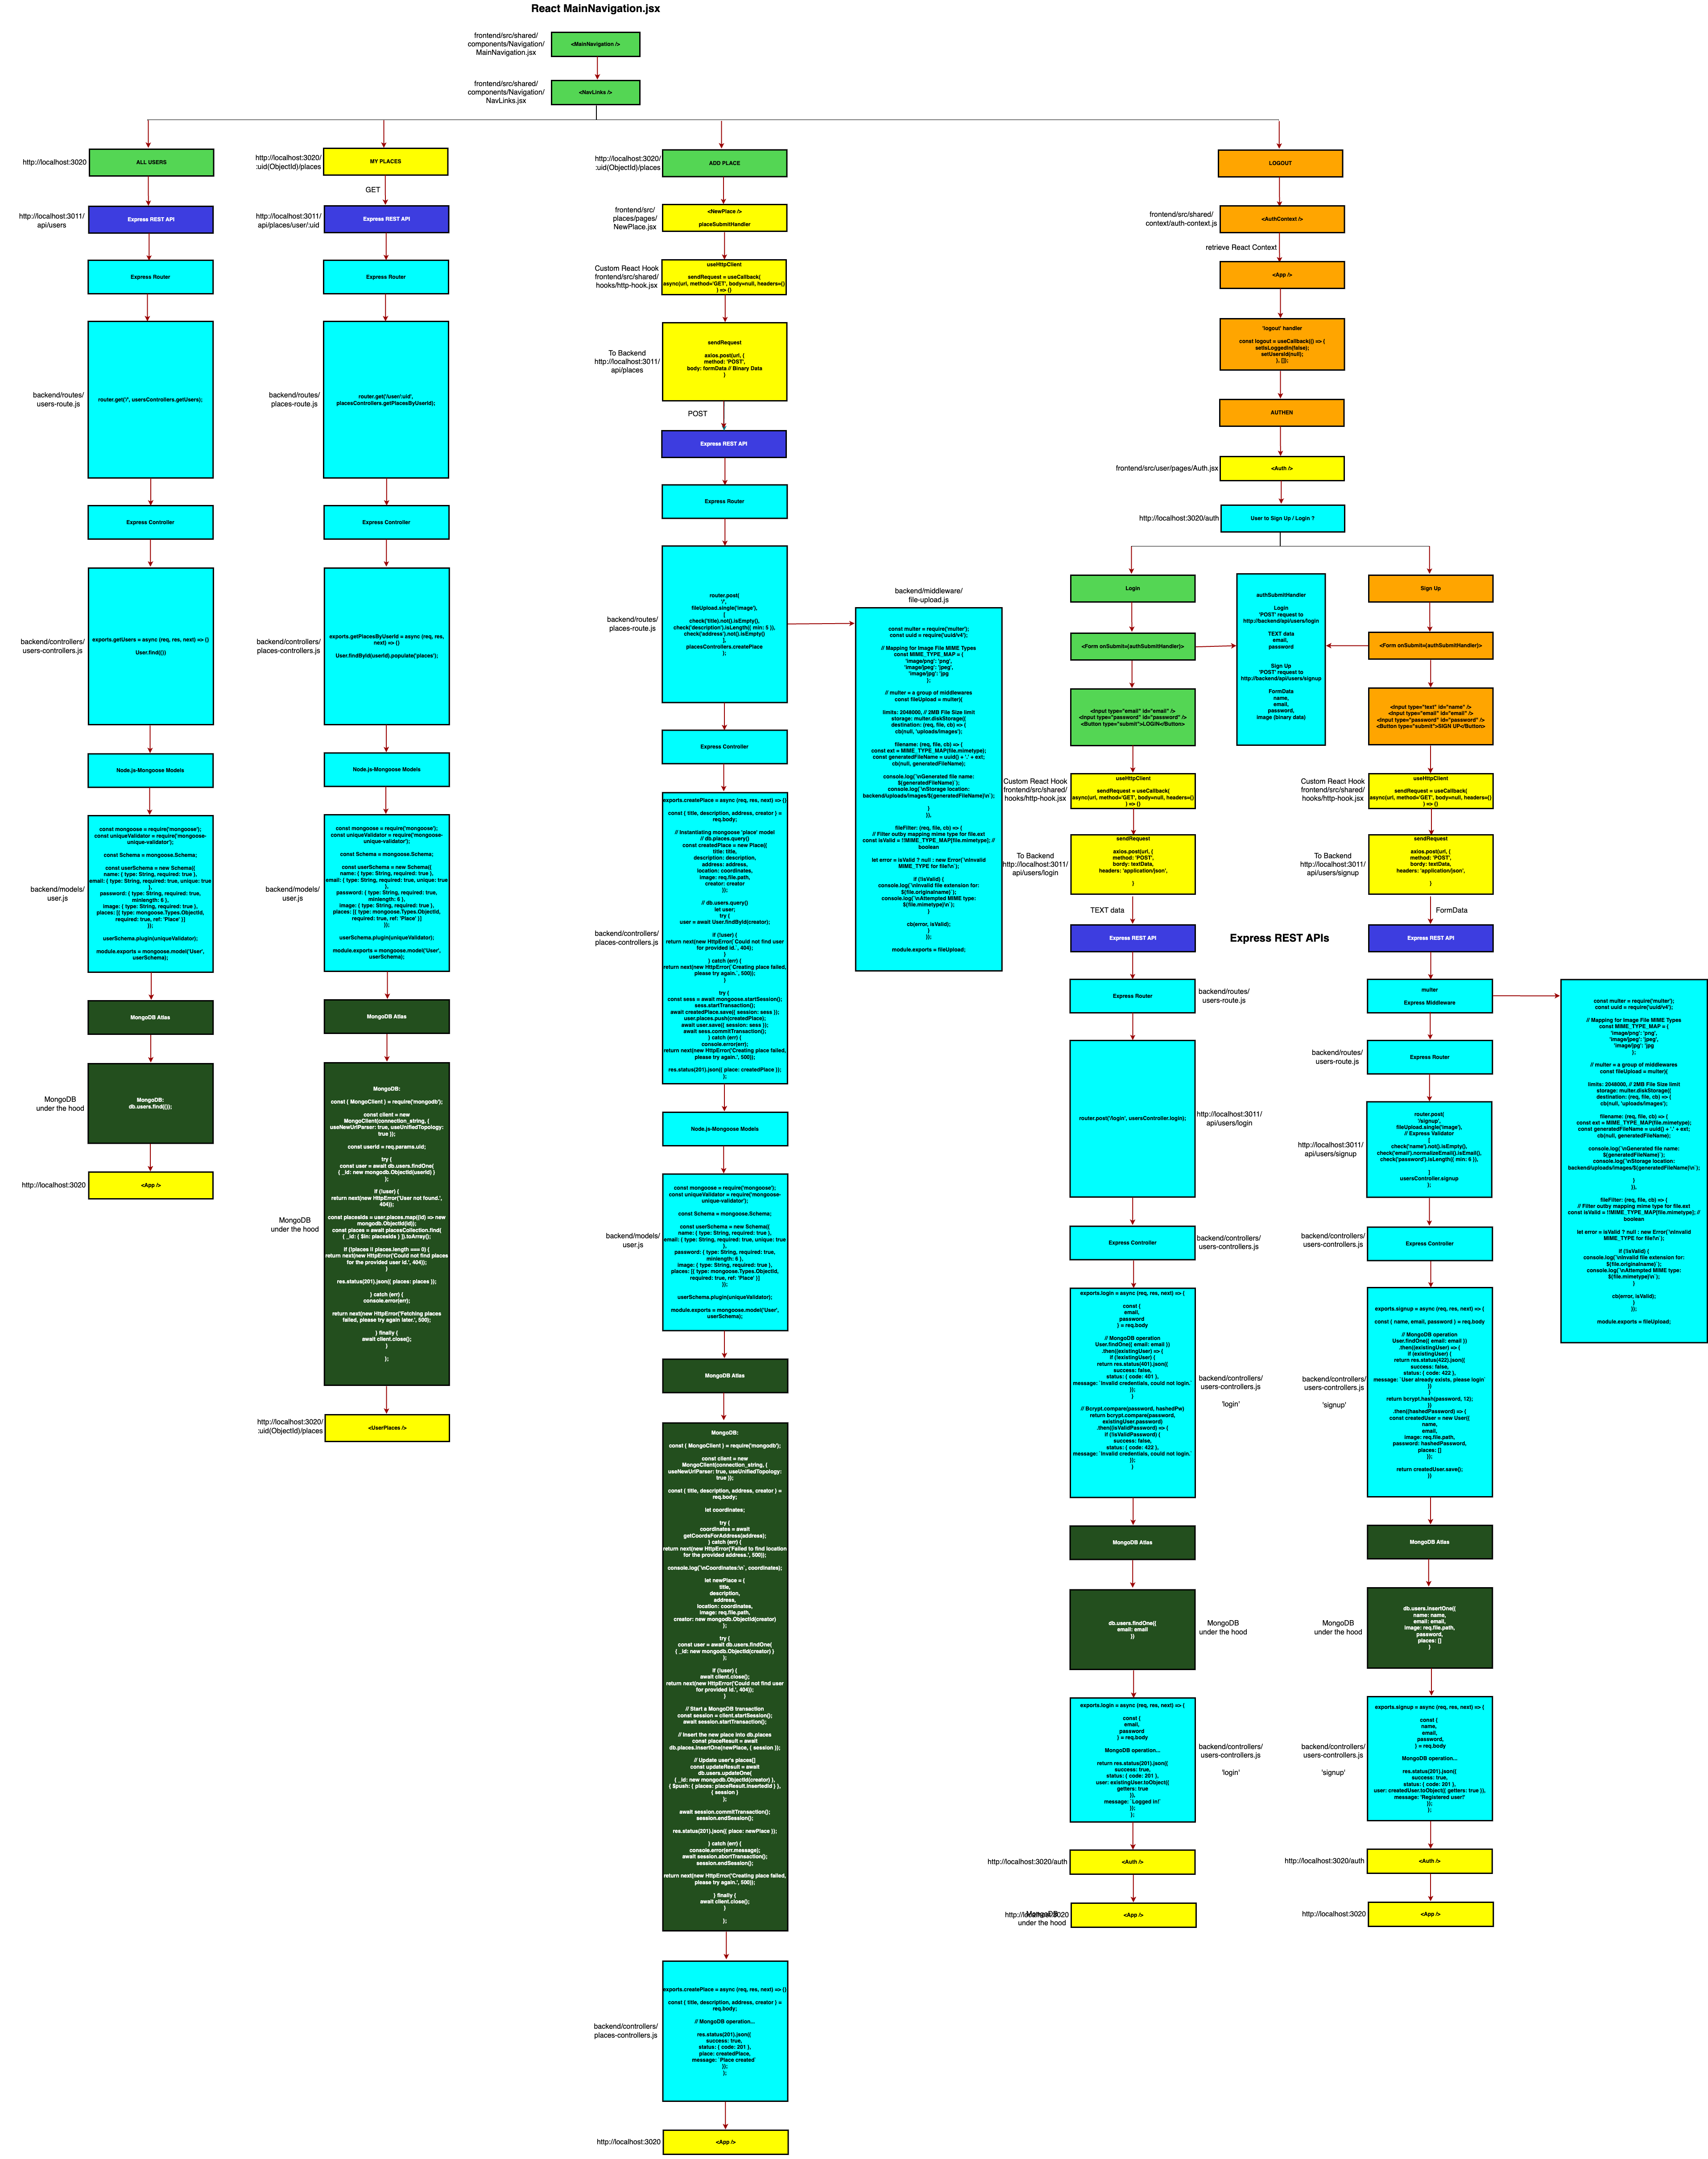 React MainNavigation.jsx
frontend/src/shared/
components/Navigation/
MainNavigation.jsx
<MainNavigation />
frontend/src/shared/
components/Navigation/
NavLinks.jsx
<NavLinks />
http://localhost:3020
ALL USERS
http://localhost:3011/
api/users
Express REST API
Express Router
backend/routes/
users-route.js
router.get('/', usersControllers.getUsers);
Express Controller
backend/controllers/
users-controllers.js
exports.getUsers = async (req, res, next) => {}
User.find({})
Node.js-Mongoose Models
backend/models/
user.js
const mongoose = require('mongoose');
const uniqueValidator = require('mongoose-
unique-validator');
const Schema = mongoose.Schema;
const userSchema = new Schema({
name: { type: String, required: true },
email: { type: String, required: true, unique: true
},
password: { type: String, required: true,
minlength: 6 },
image: { type: String, required: true },
places: [{ type: mongoose.Types.ObjectId,
required: true, ref: 'Place' }]
});
userSchema.plugin(uniqueValidator);
module.exports = mongoose.model('User',
userSchema);
MongoDB Atlas
MongoDB
under the hood
MongoDB:
db.users.find({});
http://localhost:3020
<App />
http://localhost:3020/
:uid(ObjectId)/places
MY PLACES
GET
http://localhost:3011/
api/places/user/:uid
Express REST API
Express Router
backend/routes/
places-route.js
router.get('/user/:uid',
placesControllers.getPlacesByUserId);
Express Controller
backend/controllers/
places-controllers.js
exports.getPlacesByUserId = async (req, res,
next) => {}
User.findById(userId).populate('places');
Node.js-Mongoose Models
backend/models/
user.js
const mongoose = require('mongoose');
const uniqueValidator = require('mongoose-
unique-validator');
const Schema = mongoose.Schema;
const userSchema = new Schema({
name: { type: String, required: true },
email: { type: String, required: true, unique: true
},
password: { type: String, required: true,
minlength: 6 },
image: { type: String, required: true },
places: [{ type: mongoose.Types.ObjectId,
required: true, ref: 'Place' }]
});
userSchema.plugin(uniqueValidator);
module.exports = mongoose.model('User',
userSchema);
MongoDB Atlas
MongoDB
under the hood
MongoDB:
const { MongoClient } = require('mongodb');
const client = new
MongoClient(connection_string, {
useNewUrlParser: true, useUnifiedTopology:
true });
const userId = req.params.uid;
try {
const user = await db.users.findOne(
{ _id: new mongodb.ObjectId(userId) }
);
if (!user) {
return next(new HttpError('User not found.',
404));
}
const placesIds = user.places.map((id) => new
mongodb.ObjectId(id));
const places = await placesCollection.find(
{ _id: { $in: placesIds } }).toArray();
if (!places || places.length === 0) {
return next(new HttpError('Could not find places
for the provided user id.', 404));
}
res.status(201).json({ places: places });
} catch (err) {
console.error(err);
return next(new HttpError('Fetching places
failed, please try again later.', 500);
} finally {
await client.close();
}
};
http://localhost:3020/
:uid(ObjectId)/places
<UserPlaces />
http://localhost:3020/
:uid(ObjectId)/places
ADD PLACE
frontend/src/
places/pages/
NewPlace.jsx
<NewPlace />
placeSubmitHandler
Custom React Hook
frontend/src/shared/
hooks/http-hook.jsx
useHttpClient
sendRequest = useCallback(
async(url, method='GET', body=null, headers={}
) => {}
To Backend
http://localhost:3011/
api/places
sendRequest
axios.post(url, {
method: 'POST',
body: formData // Binary Data
}
POST
Express REST API
Express Router
backend/routes/
places-route.js
router.post(
'/',
fileUpload.single('image'),
[
check('title).not().isEmpty(),
check('description').isLength({ min: 5 }),
check('address').not().isEmpty()
],
placesControllers.createPlace
);
backend/middleware/
file-upload.js
const multer = require('multer');
const uuid = require('uuid/v4');
// Mapping for Image File MIME Types
const MIME_TYPE_MAP = {
'image/png': 'png',
'image/jpeg': 'jpeg',
'image/jpg': 'jpg
};
// multer = a group of middlewares
const fileUpload = multer){
limits: 2048000, // 2MB File Size limit
storage: multer.diskStorage({
destination: (req, file, cb) => {
cb(null, 'uploads/images');
filename: (req, file, cb) => {
const ext = MIME_TYPE_MAP(file.mimetype);
const generatedFileName = uuid() + '.' + ext;
cb(null, generatedFileName);
console.log(`\nGenerated file name:
${generatedFileName}`);
console.log(`\nStorage location:
backend/uploads/images/${generatedFileName}\n`);
}
}),
fileFilter: (req, file, cb) => {
// Filter outby mapping mime type for file.ext
const isValid = !!MIME_TYPE_MAP[file.mimetype]; //
boolean
let error = isValid ? null : new Error(`\nInvalid
MIME_TYPE for file!\n`);
if (!isValid) {
console.log(`\nInvalid file extension for:
${file.originalname}`);
console.log(`\nAttempted MIME type:
${file.mimetype}\n`);
}
cb(error, isValid);
}
});
module.exports = fileUpload;
Express Controller
backend/controllers/
places-controllers.js
exports.createPlace = async (req, res, next) => {}
const { title, description, address, creator } =
req.body;
// Instantiating mongoose 'place' model
// db.places.query()
const createdPlace = new Place({
title: title,
description: description,
address: address,
location: coordinates,
image: req.file.path,
creator: creator
});
// db.users.query()
let user;
try {
user = await User.findById(creator);
if (!user) {
return next(new HttpError(`Could not find user
for provided id.`, 404);
}
} catch (err) {
return next(new HttpError(`Creating place failed,
please try again.`, 500));
}
try {
const sess = await mongoose.startSession();
sess.startTransaction();
await createdPlace.save({ session: sess });
user.places.push(createdPlace);
await user.save({ session: sess });
await sess.commitTransaction();
} catch (err) {
console.error(err);
return next(new HttpError('Creating place failed,
please try again.', 500));
}
res.status(201).json({ place: createdPlace });
};
Node.js-Mongoose Models
backend/models/
user.js
const mongoose = require('mongoose');
const uniqueValidator = require('mongoose-
unique-validator');
const Schema = mongoose.Schema;
const userSchema = new Schema({
name: { type: String, required: true },
email: { type: String, required: true, unique: true
},
password: { type: String, required: true,
minlength: 6 },
image: { type: String, required: true },
places: [{ type: mongoose.Types.ObjectId,
required: true, ref: 'Place' }]
});
userSchema.plugin(uniqueValidator);
module.exports = mongoose.model('User',
userSchema);
MongoDB Atlas
MongoDB:
const { MongoClient } = require('mongodb');
const client = new
MongoClient(connection_string, {
useNewUrlParser: true, useUnifiedTopology:
true });
const { title, description, address, creator } =
req.body;
let coordinates;
try {
coordinates = await
getCoordsForAddress(address);
} catch (err) {
return next(new HttpError('Failed to find location
for the provided address.', 500));
console.log(`\nCoordinates:\n`, coordinates);
let newPlace = {
title,
description,
address,
location: coordinates,
image: req.file.path,
creator: new mongodb.ObjectId(creator)
};
try {
const user = await db.users.findOne(
{ _id: new mongodb.ObjectId(creator) }
);
if (!user) {
await client.close();
return next(new HttpError('Could not find user
for provided id.', 404));
}
// Start a MongoDB transaction
const session = client.startSession();
await session.startTransaction();
// Insert the new place into db.places
const placeResult = await
db.places.insertOne(newPlace, { session });
// Update user's places[]
const updateResult = await
db.users.updateOne(
{ _id: new mongodb.ObjectId(creator) },
{ $push: { places: placeResult.insertedId } },
{ session }
);
await session.commitTransaction();
session.endSession();
res.status(201).json({ place: newPlace });
} catch (err) {
console.error(err.message);
await session.abortTransaction();
session.endSession();
return next(new HttpError('Creating place failed,
please try again.', 500));
} finally {
await client.close();
}
};
backend/controllers/
places-controllers.js
exports.createPlace = async (req, res, next) => {}
const { title, description, address, creator } =
req.body;
// MongoDB operation...
res.status(201).json({
success: true,
status: { code: 201 },
place: createdPlace,
message: `Place created`
});
};
http://localhost:3020
<App />
LOGOUT
frontend/src/shared/
context/auth-context.js
<AuthContext />
retrieve React Context
<App />
'logout' handler
const logout = useCallback(() => {
setIsLoggedIn(false);
setUsersId(null);
}, []);
AUTHEN
frontend/src/user/pages/Auth.jsx
<Auth />
http://localhost:3020/auth
User to Sign Up / Login ?
Login
<Form onSubmit={authSubmitHandler}>
<Input type="email" id="email" />
<Input type="password" id="password" />
<Button type="submit">LOGIN</Button>
authSubmitHandler
Login
'POST' request to
http://backend/api/users/login
TEXT data
email,
password
Sign Up
'POST' request to
http://backend/api/users/signup
FormData
name,
email,
password,
image (binary data)
Sign Up
<Form onSubmit={authSubmitHandler}>
<Input type="text" id="name" />
<Input type="email" id="email" />
<Input type="password" id="password" />
<Button type="submit">SIGN UP</Button>
Custom React Hook
frontend/src/shared/
hooks/http-hook.jsx
useHttpClient
sendRequest = useCallback(
async(url, method='GET', body=null, headers={}
) => {}
To Backend
http://localhost:3011/
api/users/login
sendRequest
axios.post(url, {
method: 'POST',
bordy: textData,
headers: 'application/json',
}
TEXT data
Express REST API
Express REST APIs
Express Router
backend/routes/
users-route.js
router.post('/login', usersController.login);
http://localhost:3011/
api/users/login
Express Controller
backend/controllers/
users-controllers.js
exports.login = async (req, res, next) => {
const {
email,
password
} = req.body
// MongoDB operation
User.findOne({ email: email })
.then((existingUser) => {
if (!existingUser) {
return res.status(401).json({
success: false,
status: { code: 401 },
message: `Invalid credentials, could not login.`
});
}
// Bcrypt.compare(password, hashedPw)
return bcrypt.compare(password,
existingUser.password)
.then((isValidPassword) => {
if (!isValidPassword) {
success: false,
status: { code: 422 },
message: `Invalid credentials, could not login.`
});
}
backend/controllers/
users-controllers.js
'login'
MongoDB Atlas
db.users.findOne({
email: email
})
MongoDB
under the hood
exports.login = async (req, res, next) => {
const {
email,
password
} = req.body
MongoDB operation...
return res.status(201).json({
success: true,
status: { code: 201 },
user: existingUser.toObject({
getters: true
}),
message: `Logged in!`
});
};
backend/controllers/
users-controllers.js
'login'
http://localhost:3020/auth
<Auth />
http://localhost:3020
MongoDB
under the hood
<App />
Custom React Hook
frontend/src/shared/
hooks/http-hook.jsx
useHttpClient
sendRequest = useCallback(
async(url, method='GET', body=null, headers={}
) => {}
To Backend
http://localhost:3011/
api/users/signup
sendRequest
axios.post(url, {
method: 'POST',
bordy: textData,
headers: 'application/json',
}
FormData
Express REST API
multer
Express Middleware
const multer = require('multer');
const uuid = require('uuid/v4');
// Mapping for Image File MIME Types
const MIME_TYPE_MAP = {
'image/png': 'png',
'image/jpeg': 'jpeg',
'image/jpg': 'jpg
};
// multer = a group of middlewares
const fileUpload = multer){
limits: 2048000, // 2MB File Size limit
storage: multer.diskStorage({
destination: (req, file, cb) => {
cb(null, 'uploads/images');
filename: (req, file, cb) => {
const ext = MIME_TYPE_MAP(file.mimetype);
const generatedFileName = uuid() + '.' + ext;
cb(null, generatedFileName);
console.log(`\nGenerated file name:
${generatedFileName}`);
console.log(`\nStorage location:
backend/uploads/images/${generatedFileName}\n`);
}
}),
fileFilter: (req, file, cb) => {
// Filter outby mapping mime type for file.ext
const isValid = !!MIME_TYPE_MAP[file.mimetype]; //
boolean
let error = isValid ? null : new Error(`\nInvalid
MIME_TYPE for file!\n`);
if (!isValid) {
console.log(`\nInvalid file extension for:
${file.originalname}`);
console.log(`\nAttempted MIME type:
${file.mimetype}\n`);
}
cb(error, isValid);
}
});
module.exports = fileUpload;
backend/routes/
users-route.js
Express Router
http://localhost:3011/
api/users/signup
router.post(
'/signup',
fileUpload.single('image'),
// Express Validator
[
check('name').not().isEmpty(),
check('email').normalizeEmail().isEmail(),
check('password').isLength({ min: 6 }),
]
usersController.signup
);
backend/controllers/
users-controllers.js
Express Controller
backend/controllers/
users-controllers.js
'signup'
exports.signup = async (req, res, next) => {
const { name, email, password } = req.body
// MongoDB operation
User.findOne({ email: email })
.then((existingUser) => {
if (existingUser) {
return res.status(422).json({
success: false,
status: { code: 422 },
message: `User already exists, please login`
})
}
return bcrypt.hash(password, 12);
})
.then((hashedPassword) => {
const createdUser = new User({
name,
email,
image: req.file.path,
password: hashedPassword,
places: []
});
return createdUser.save();
})
MongoDB Atlas
MongoDB
under the hood
db.users.insertOne({
name: name,
email: email,
image: req.file.path,
password,
places: []
}
backend/controllers/
users-controllers.js
'signup'
exports.signup = async (req, res, next) => {
const {
name,
email,
password,
} = req.body
MongoDB operation...
res.status(201).json({
success: true,
status: { code: 201 },
user: createdUser.toObject({ getters: true }),
message: 'Registered user!'
});
};
http://localhost:3020/auth
<Auth />
http://localhost:3020
<App />